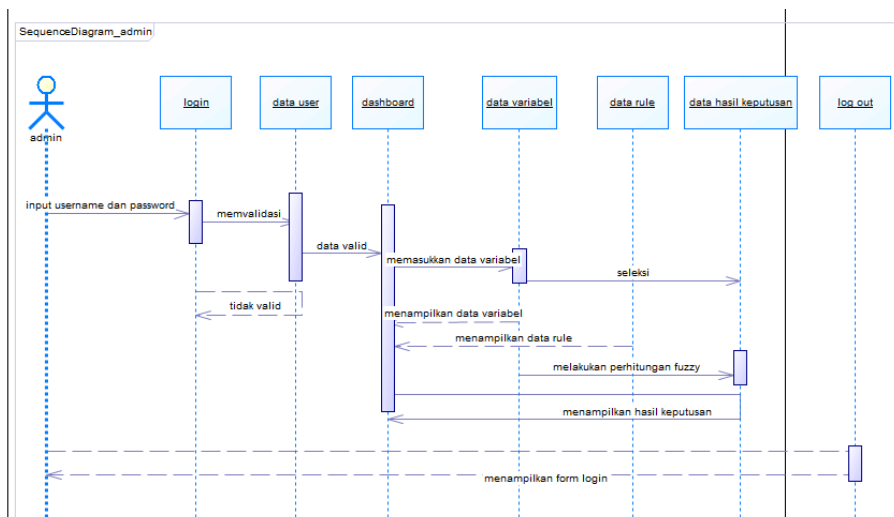 SequenceDiagram_admin
login
data user
dashboard
data variabel
data rule
data hasil keputusan
log out
admin
input username dan password
memvalidasi
data valid
memasukkan data variabel
seleksi
tidak valid
menampilkan data variabel
menampilkan data rule
melakukan perhitungan fuzzy
menampilkan hasil keputusan
menampilkan form login